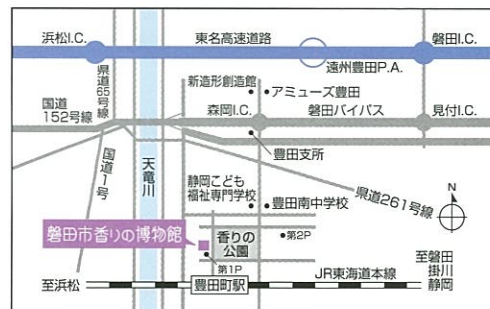 浜松I.C.
東名高速道路
磐田I.C.
県道65号線
遠州豊田P.A.
新造形創造館
アミューズ豊田
国道
152号線
森岡I.C.
磐田バイパス
見付I.C.
豊田支所
国道1号
天竜川
静岡こども
福祉専門学校
豊田南中学校
県道261号線
N
磐田市香りの博物館
香りの
公園
第2P
第1P
至磐田
掛川
静岡
JR東海道本線
至浜松
豊田町駅